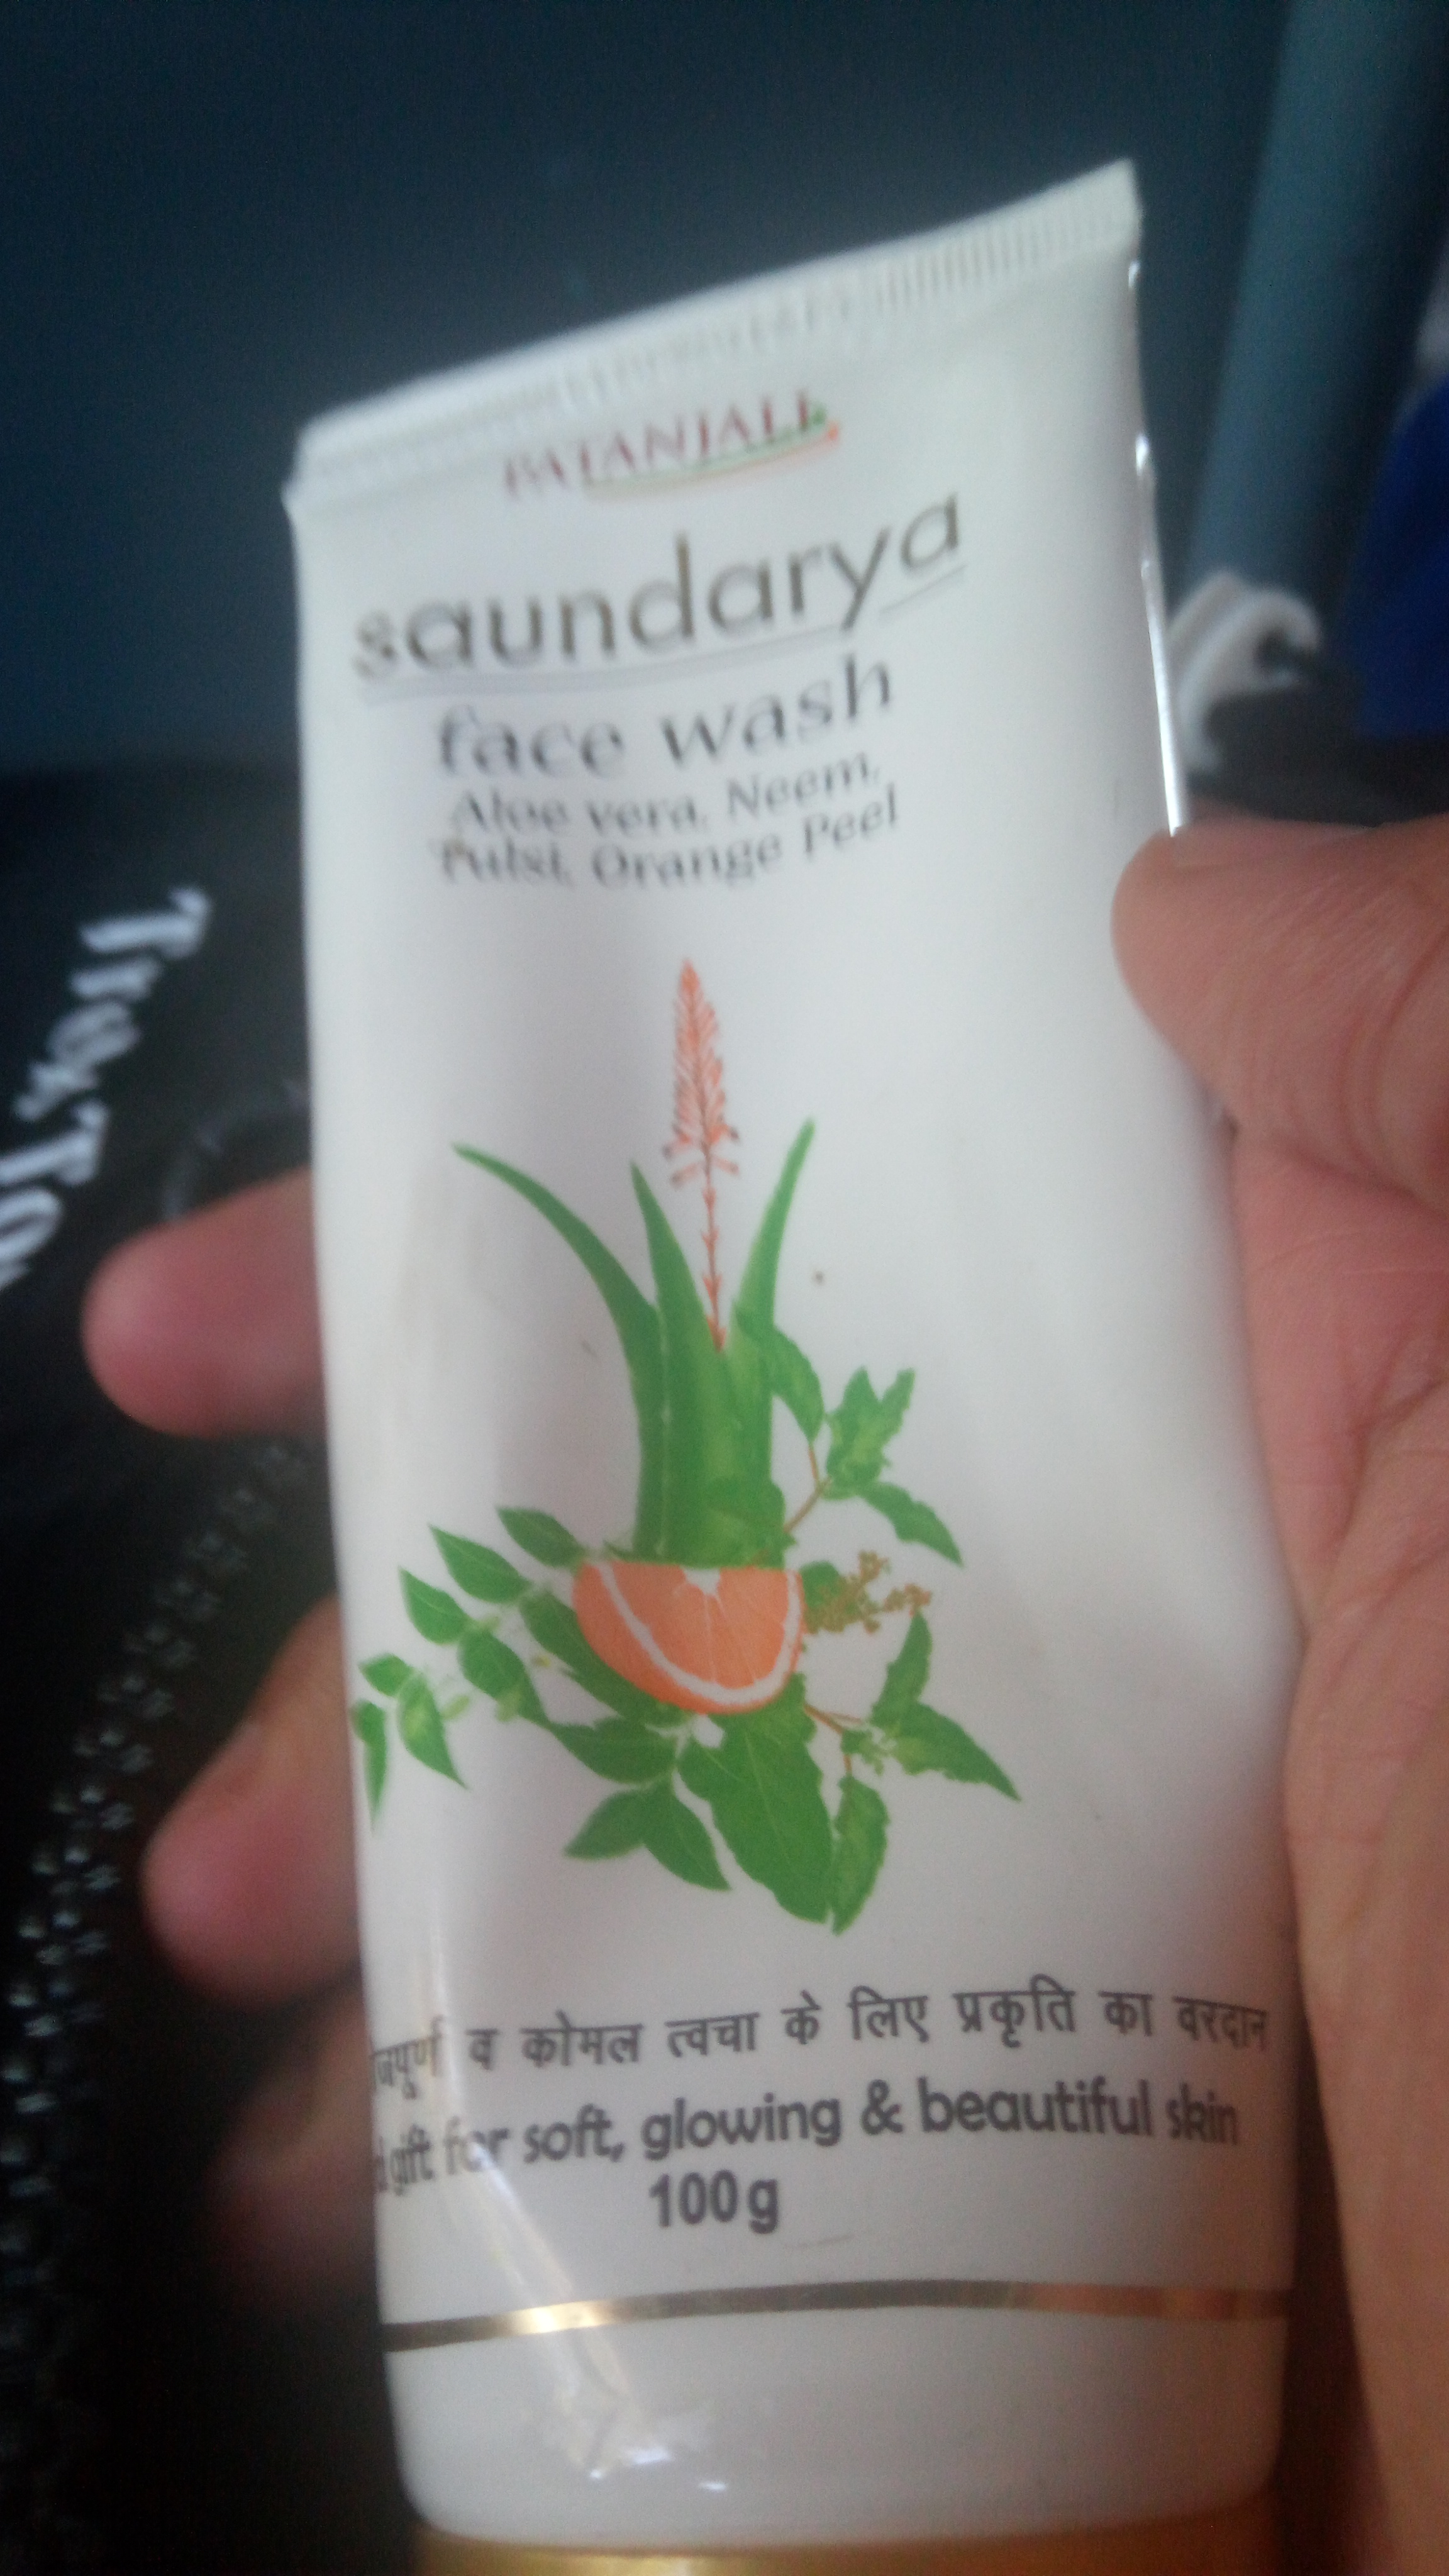 PATANJALI
saundarya
face wash
Aloe vera, Neem,
Tulsi, Orange Peel
व कोमल त्वचा के लिए प्रकृति का वरदान
gift for soft, glowing & beautiful skin
100g